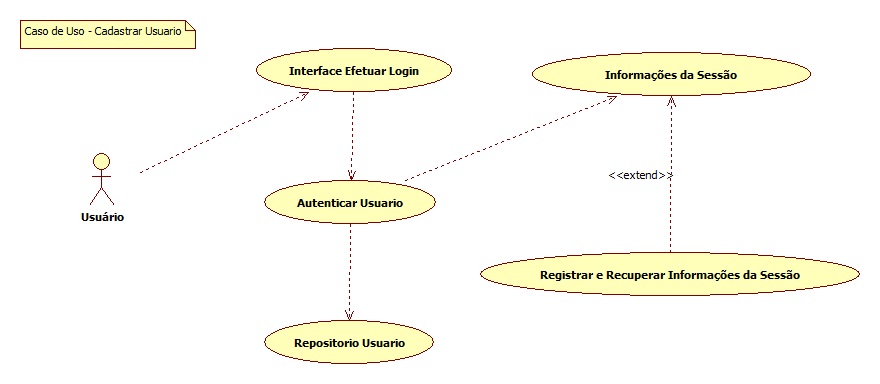 Caso de Uso - Cadastrar Usuario
Interface Efetuar Login
Informações da Sessão
<<extend>>
Autenticar Usuario
Usuário
Registrar e Recuperar Informações da Sessão
Repositorio Usuario